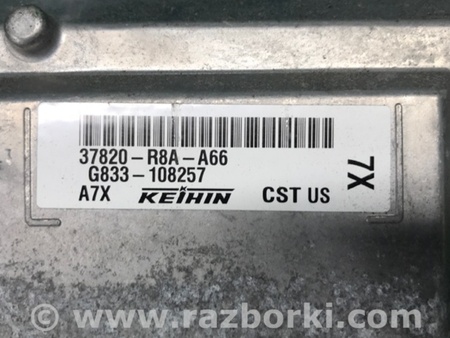 37820-R8A-A66
G833-108257
A7X KEIHIN CST US
7X
© www.razborki.com